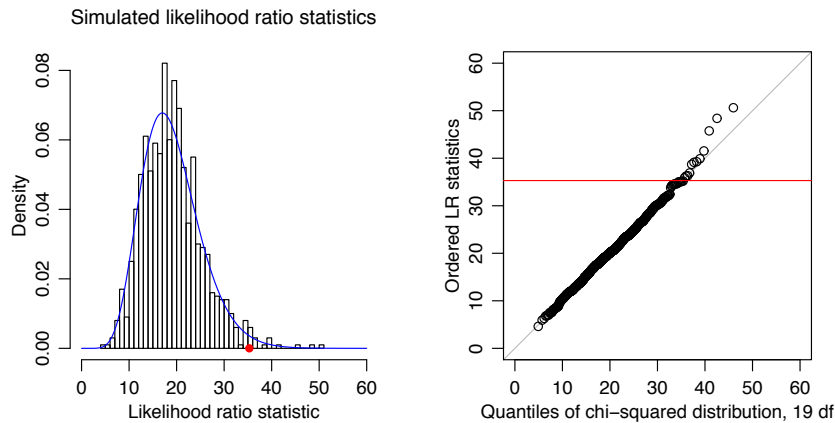 Simulated likelihood ratio statistics
Density
0.00
0.02
0.04
0.06
0.08
0 10 20 30 40 50 60
Likelihood ratio statistic
Ordered LR statistics
0
10
20
30
40
50
60
0 10 20 30 40 50 60
Quantiles of chi−squared distribution, 19 df